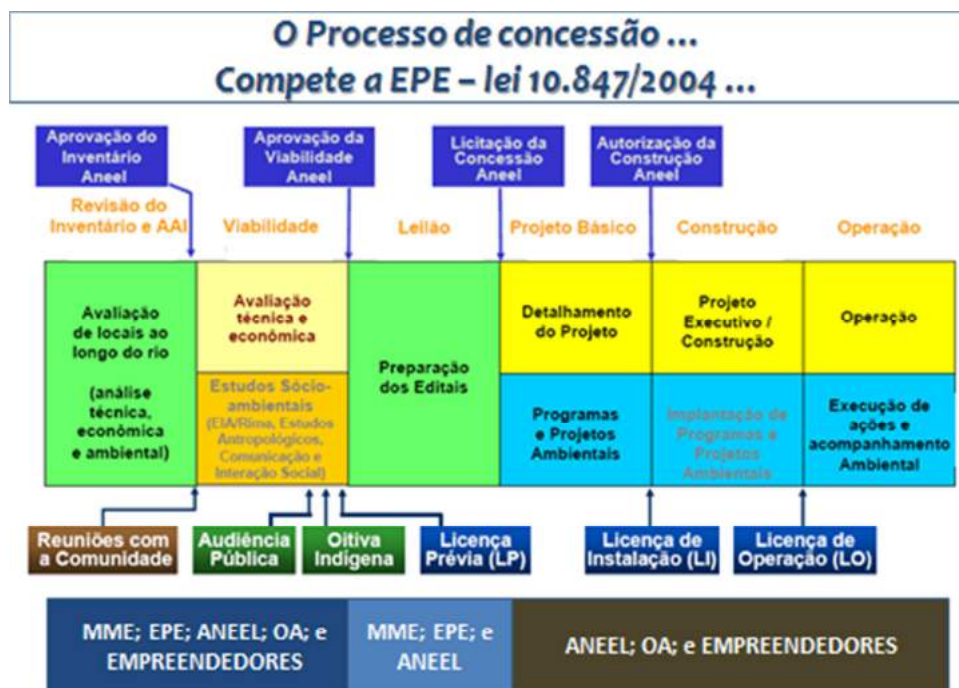 O Processo de concessão ...
Compete a EPE – lei 10.847/2004 ...
Aprovação do
Inventário
Aneel
Aprovação da
Viabilidade
Aneel
Licitação da
Concessão
Aneel
Autorização da
Construção
Aneel
Revisão do
Inventário e AAI
Viabilidade
Leilão
Projeto Básico
Construção
Operação
Avaliação
de locais ao
longo do rio
(análise
técnica,
econômica
e ambiental)
Avaliação
técnica e
econômica
Estudos Sócio-
ambientais
(EIA/Rima, Estudos
Antropológicos,
Comunicação e
Interação Social)
Preparação
dos Editais
Detalhamento
do Projeto
Programas
e Projetos
Ambientais
Projeto
Executivo /
Construção
Implantação de
Programas e
Projetos
Ambientais
Operação
Execução de
ações e
acompanhamento
Ambiental
Reuniões com
a Comunidade
Audiência
Pública
Oitiva
Indígena
Licença
Prévia (LP)
Licença de
Instalação (LI)
Licença de
Operação (LO)
MME; EPE; ANEEL; OA; e
EMPREENDEDORES
MME; EPE; e
ANEEL
ANEEL; OA; e EMPREENDEDORES